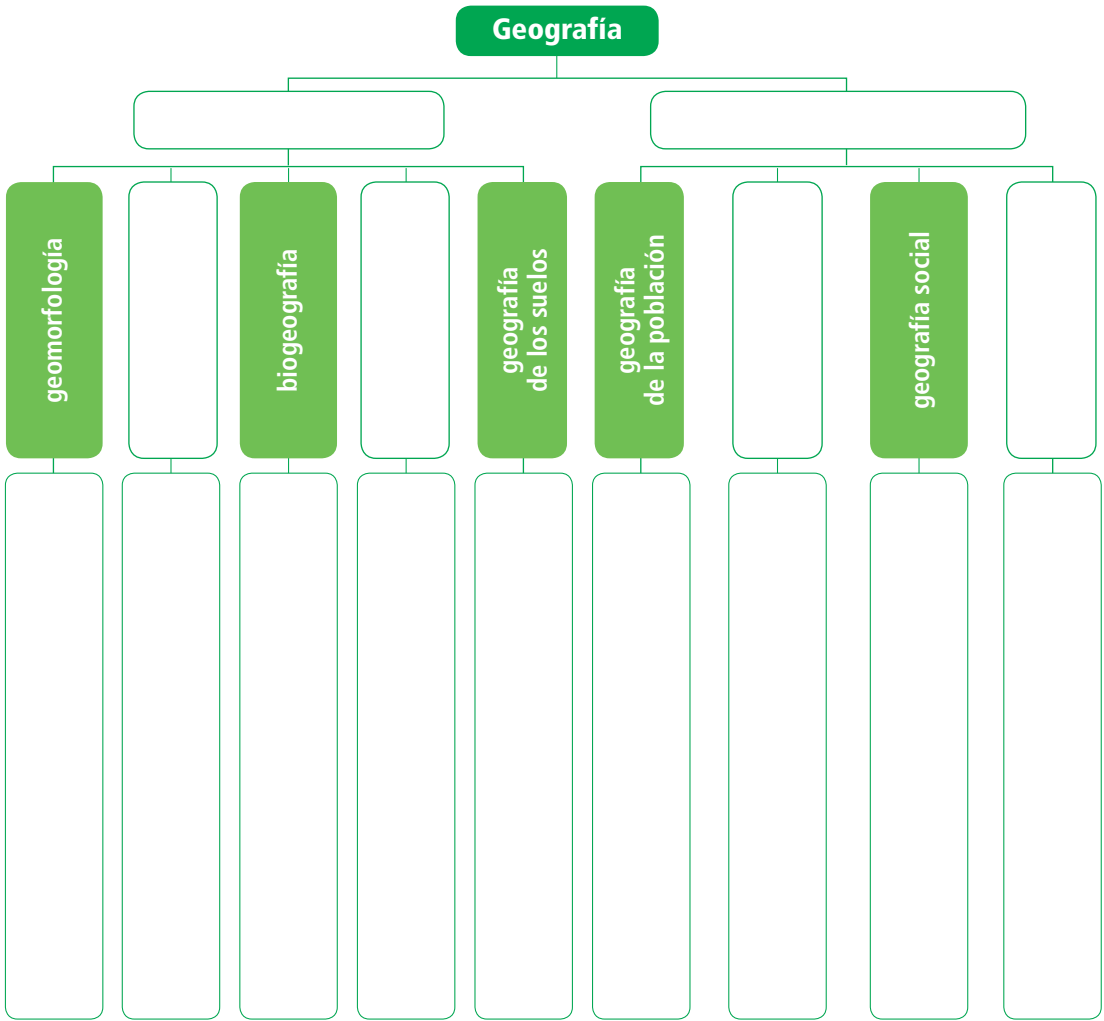 Geografía
geomorfología
biogeografía
geografía
de los suelos
geografía
de la población
geografía social